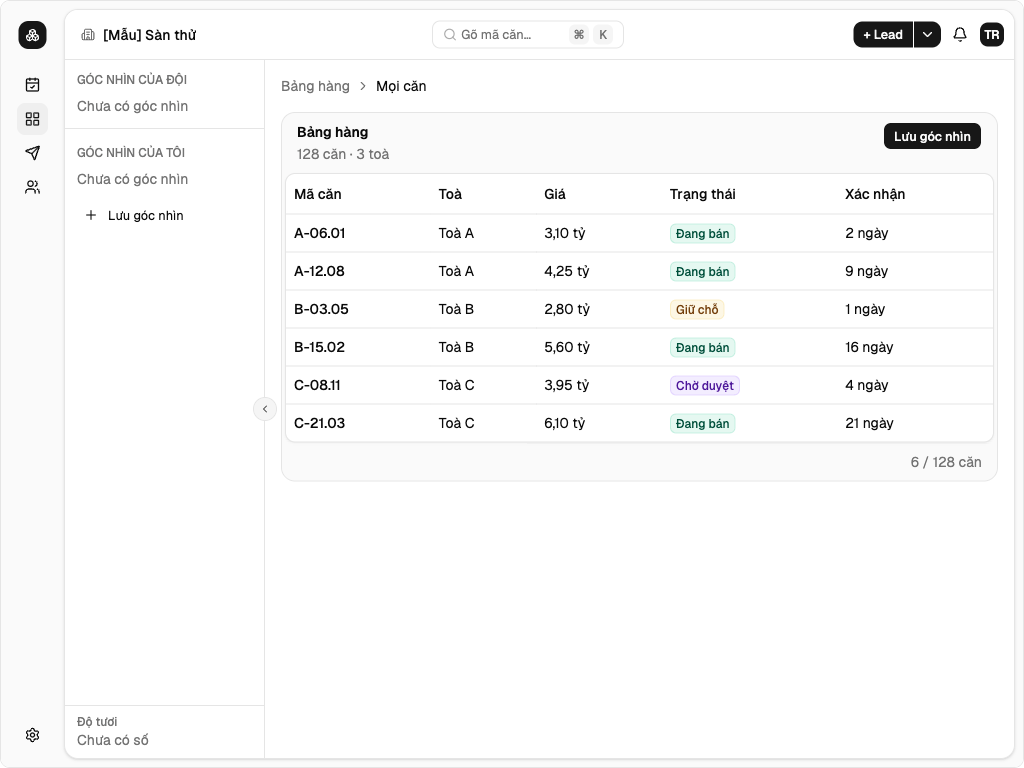 [Mẫu] Sàn thử
Gõ mã căn…
⌘ K
+ Lead
TR
GÓC NHÌN CỦA ĐỘI
Chưa có góc nhìn
GÓC NHÌN CỦA TÔI
Chưa có góc nhìn
+ Lưu góc nhìn
Độ tươi
Chưa có số
Bảng hàng > Mọi căn
Bảng hàng
128 căn · 3 toà
Lưu góc nhìn
Mã căn Toà Giá Trạng thái Xác nhận
A-06.01 Toà A 3,10 tỷ Đang bán 2 ngày
A-12.08 Toà A 4,25 tỷ Đang bán 9 ngày
B-03.05 Toà B 2,80 tỷ Giữ chỗ 1 ngày
B-15.02 Toà B 5,60 tỷ Đang bán 16 ngày
C-08.11 Toà C 3,95 tỷ Chờ duyệt 4 ngày
C-21.03 Toà C 6,10 tỷ Đang bán 21 ngày
6 / 128 căn